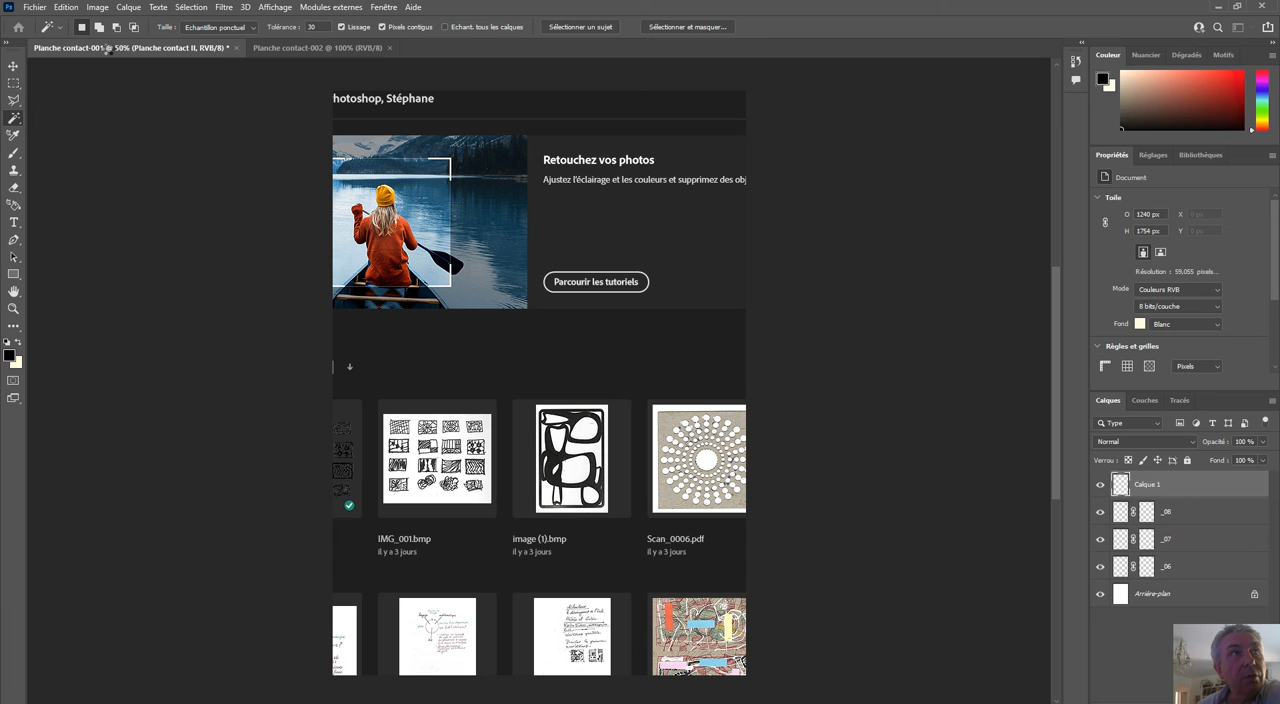 Ps Fichier Edition Image Calque Texte Sélection Filtre 3D Affichage Modules externes Fenêtre Aide
Taille : Echantillon ponctuel Tolérance : 30 Lissage Pixels contigus Echant. tous les calques Sélectionner un sujet Sélectionner et masquer...
Planche contact-001 @ 50% (Planche contact II, RVB/8) * × Planche contact-002 @ 100% (RVB/8) ×
Couleur Nuancier Dégradés Motifs
hotoshop, Stéphane
Retouchez vos photos
Ajustez l'éclairage et les couleurs et supprimez des obj
Parcourir les tutoriels
IMG_001.bmp
il y a 3 jours
image (1).bmp
il y a 3 jours
Scan_0006.pdf
il y a 3 jours
Propriétés Réglages Bibliothèques
Document
Toile
O 1240 px X 0 px
H 1754 px Y 0 px
Résolution : 59,055 pixels...
Mode Couleurs RVB
8 bits/couche
Fond Blanc
Règles et grilles
Pixels
Calques Couches Tracés
Type
Normal Opacité : 100 %
Verrou : Fond : 100 %
Calque 1
_08
_07
_06
Arrière-plan